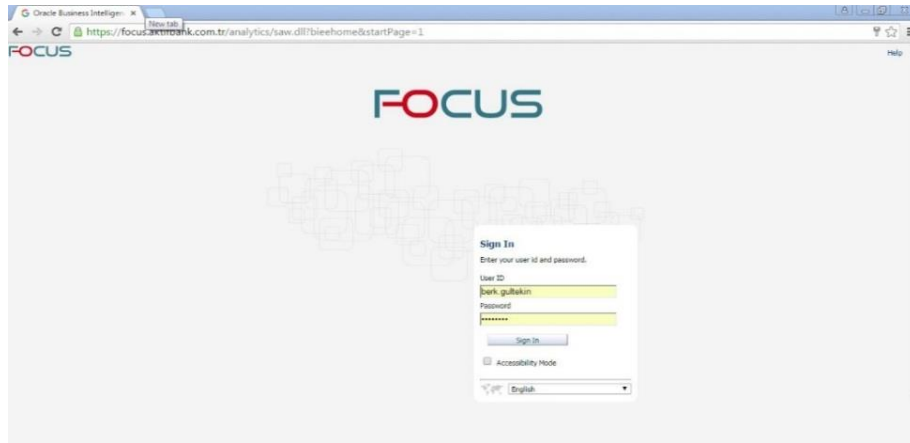 Oracle Business Intelligen
New tab
https://focus.aktifbank.com.tr/analytics/saw.dll?bieehome&startPage=1
FOCUS
Help
FOCUS
Sign In
Enter your user id and password.
User ID
berk.gultekin
Password
••••••••
Sign In
Accessibility Mode
English